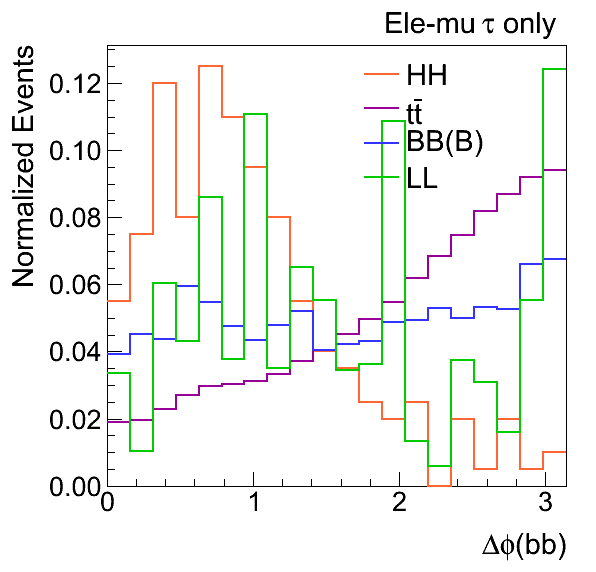 Ele-mu τ only
Normalized Events
HH
tt̄
BB(B)
LL
0.12
0.10
0.08
0.06
0.04
0.02
0.00
0 1 2 3
Δϕ(bb)